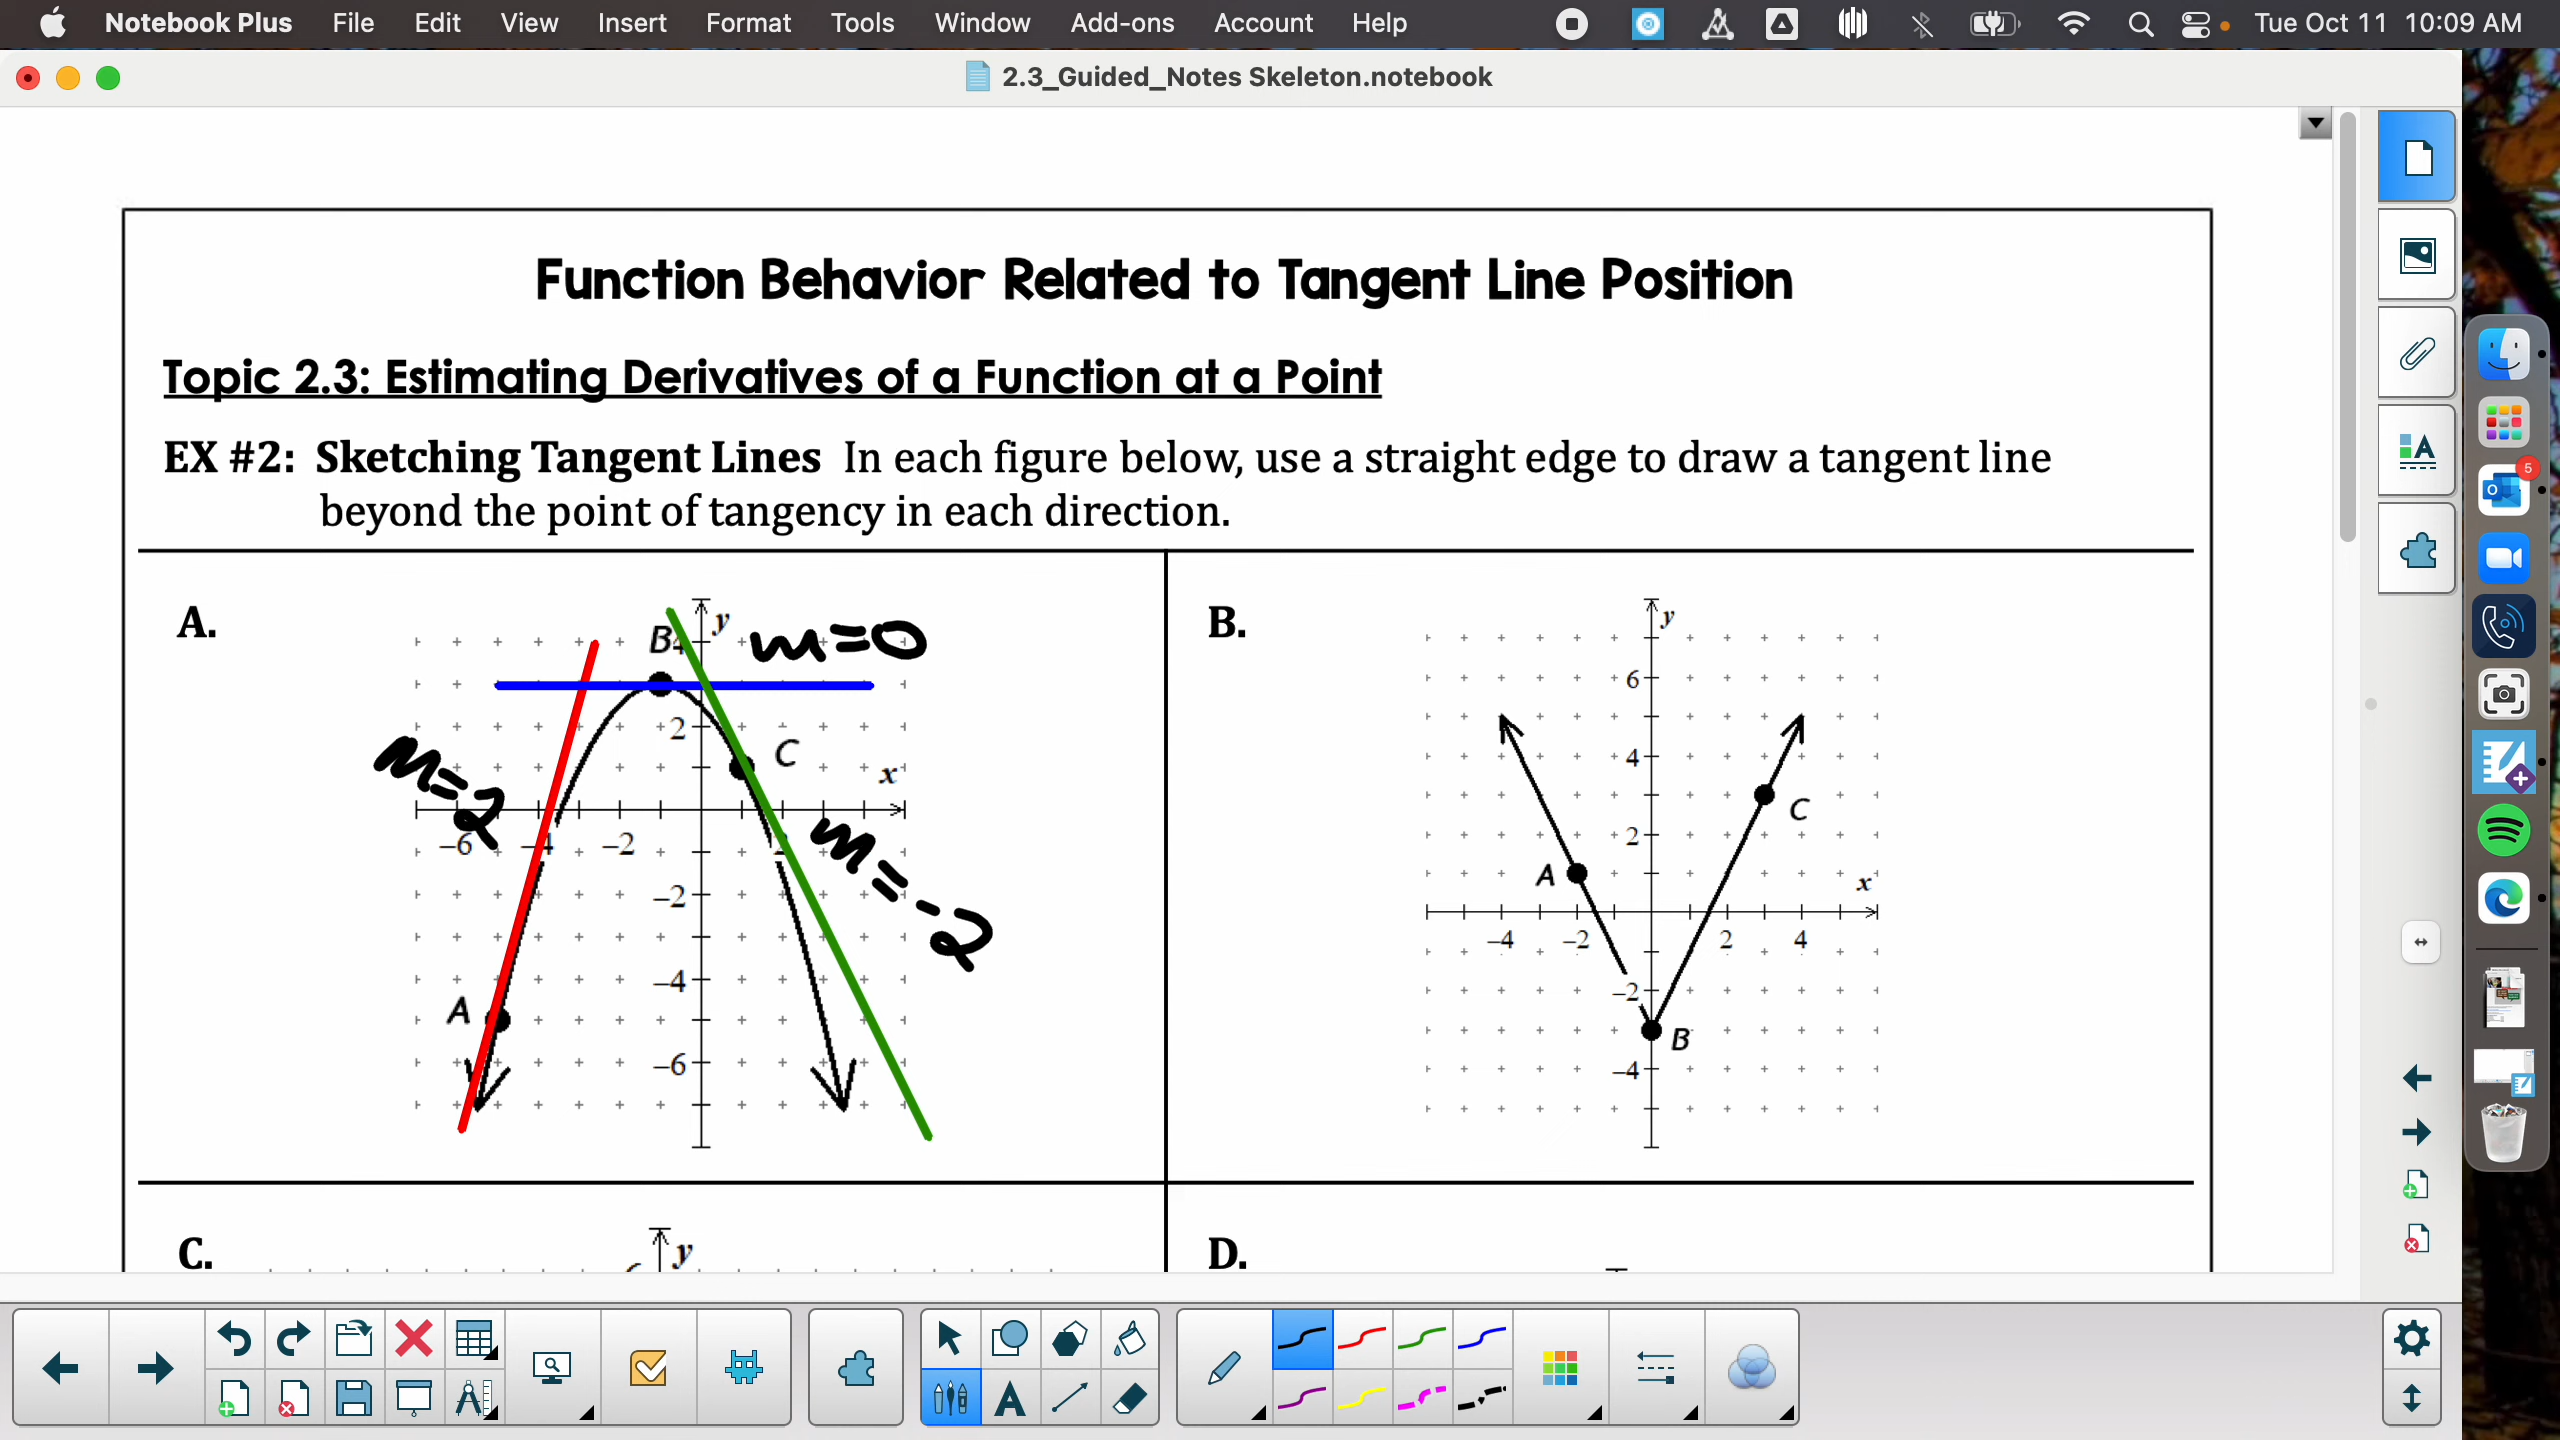 Notebook Plus File Edit View Insert Format Tools Window Add-ons Account Help Tue Oct 11 10:09 AM
2.3_Guided_Notes Skeleton.notebook
Function Behavior Related to Tangent Line Position
Topic 2.3: Estimating Derivatives of a Function at a Point
EX #2: Sketching Tangent Lines In each figure below, use a straight edge to draw a tangent line
beyond the point of tangency in each direction.
A.
B 4 y m=0
2
C
x
m=2
-6 -4 -2 2
m=-2
-2
-4
A
-6
B.
y
6
4
C
2
A
x
-4 -2 2 4
-2
B
-4
C.
y
6
D.
5
A
A